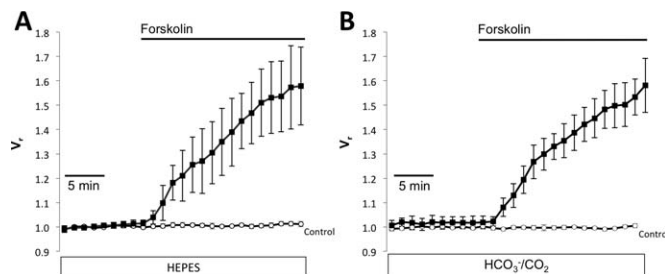 A
Forskolin
1.8
1.7
1.6
1.5
1.4
1.3
1.2
1.1
1.0
0.9
Vr
5 min
Control
HEPES
B
Forskolin
1.8
1.7
1.6
1.5
1.4
1.3
1.2
1.1
1.0
0.9
Vr
5 min
Control
HCO3-/CO2